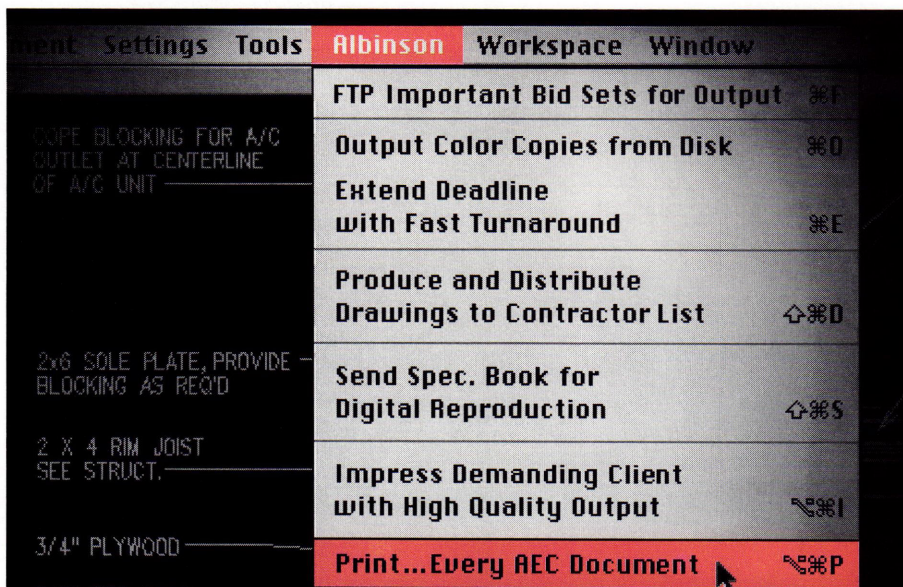 ment Settings Tools Albinson Workspace Window
FTP Important Bid Sets for Output ⌘F
Output Color Copies from Disk ⌘O
Extend Deadline
with Fast Turnaround ⌘E
Produce and Distribute
Drawings to Contractor List ⇧⌘D
Send Spec. Book for
Digital Reproduction ⇧⌘S
Impress Demanding Client
with High Quality Output ⌥⌘I
Print...Every AEC Document ⌥⌘P
COPE BLOCKING FOR A/C
OUTLET AT CENTERLINE
OF A/C UNIT
2x6 SOLE PLATE, PROVIDE
BLOCKING AS REQ'D
2 X 4 RIM JOIST
SEE STRUCT.
3/4" PLYWOOD